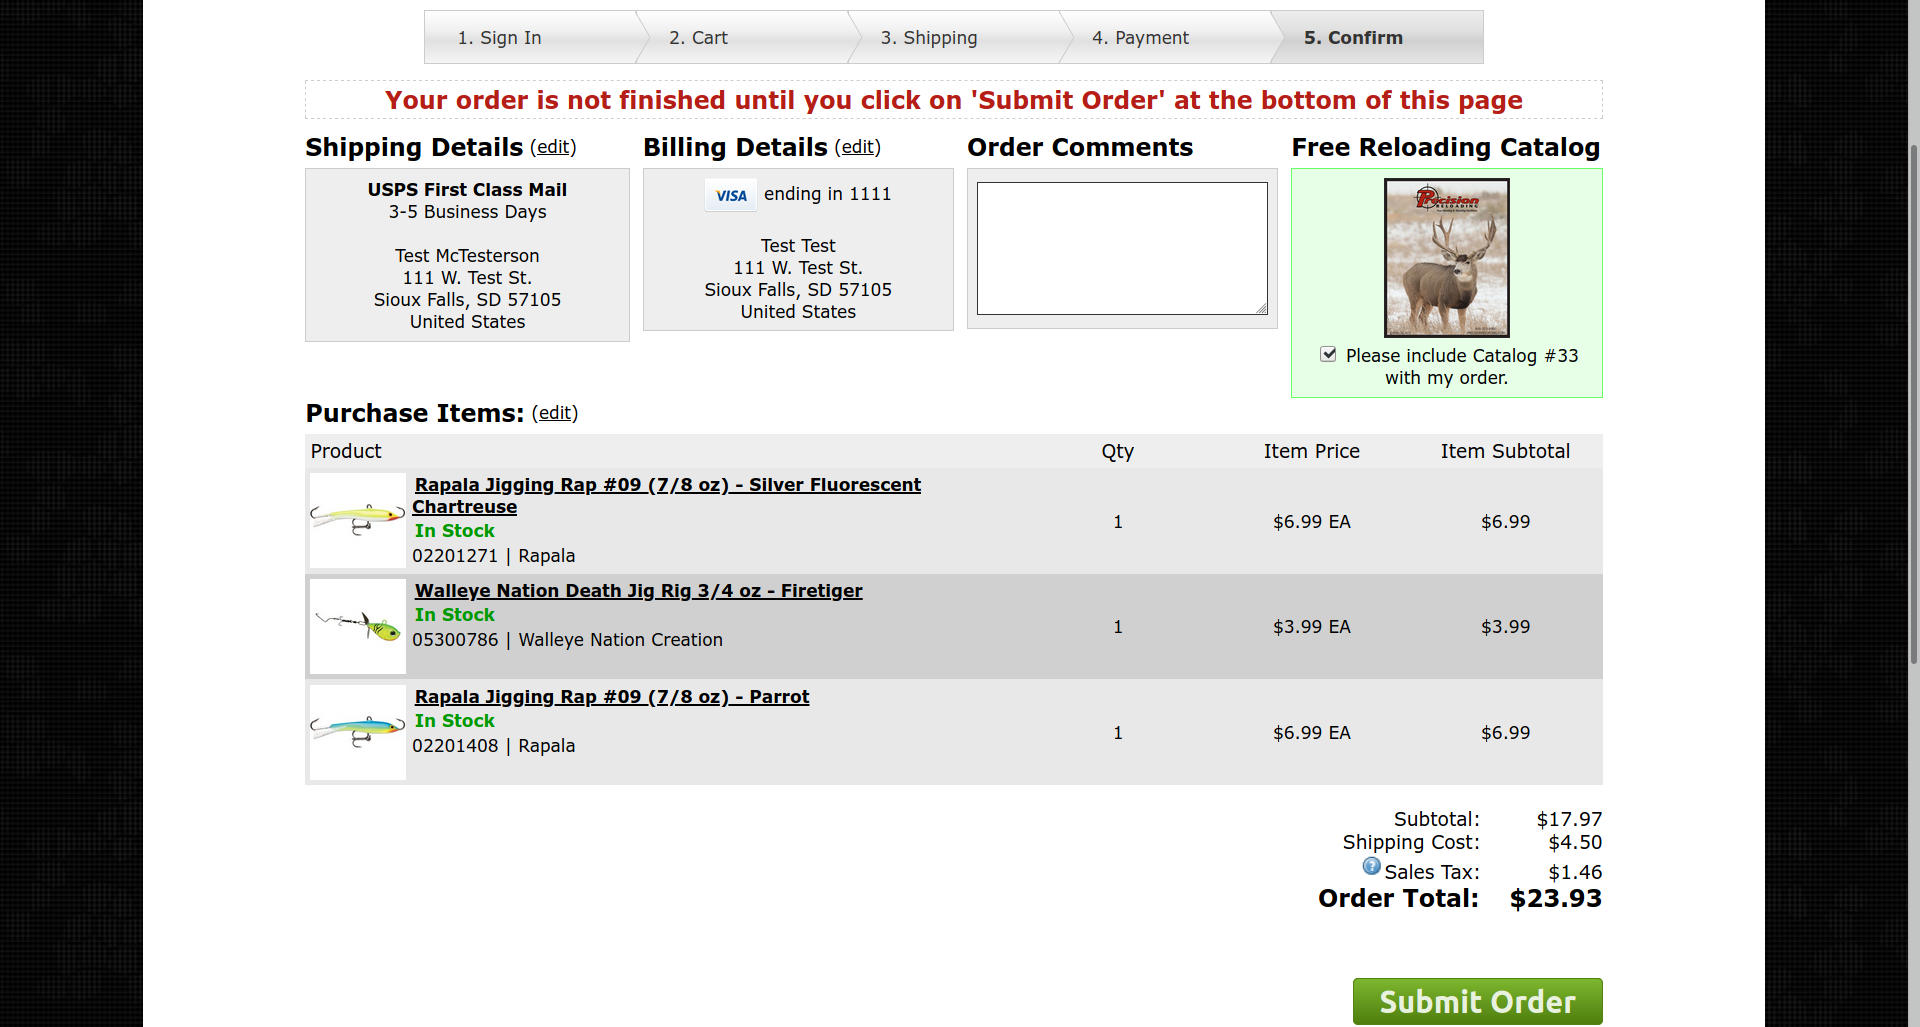 1. Sign In
2. Cart
3. Shipping
4. Payment
5. Confirm
Your order is not finished until you click on 'Submit Order' at the bottom of this page
Shipping Details (edit)
USPS First Class Mail
3-5 Business Days
Test McTesterson
111 W. Test St.
Sioux Falls, SD 57105
United States
Billing Details (edit)
VISA ending in 1111
Test Test
111 W. Test St.
Sioux Falls, SD 57105
United States
Order Comments
Free Reloading Catalog
Precision
RELOADING
Please include Catalog #33
with my order.
Purchase Items: (edit)
Product Qty Item Price Item Subtotal
Rapala Jigging Rap #09 (7/8 oz) - Silver Fluorescent
Chartreuse
In Stock
02201271 | Rapala
1 $6.99 EA $6.99
Walleye Nation Death Jig Rig 3/4 oz - Firetiger
In Stock
05300786 | Walleye Nation Creation
1 $3.99 EA $3.99
Rapala Jigging Rap #09 (7/8 oz) - Parrot
In Stock
02201408 | Rapala
1 $6.99 EA $6.99
Subtotal: $17.97
Shipping Cost: $4.50
? Sales Tax: $1.46
Order Total: $23.93
Submit Order